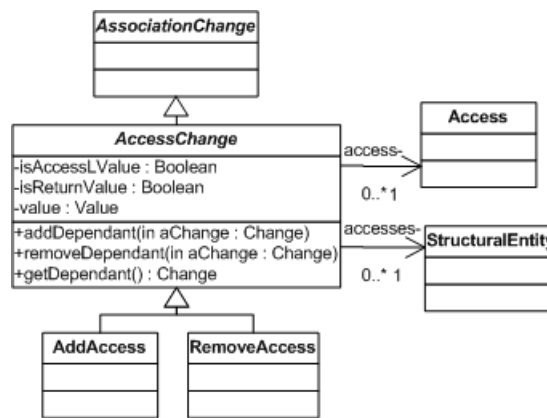 AssociationChange
AccessChange
-isAccessLValue : Boolean
-isReturnValue : Boolean
-value : Value
+addDependant(in aChange : Change)
+removeDependant(in aChange : Change)
+getDependant() : Change
access-
0..* 1
Access
accesses-
0..* 1
StructuralEntity
AddAccess
RemoveAccess